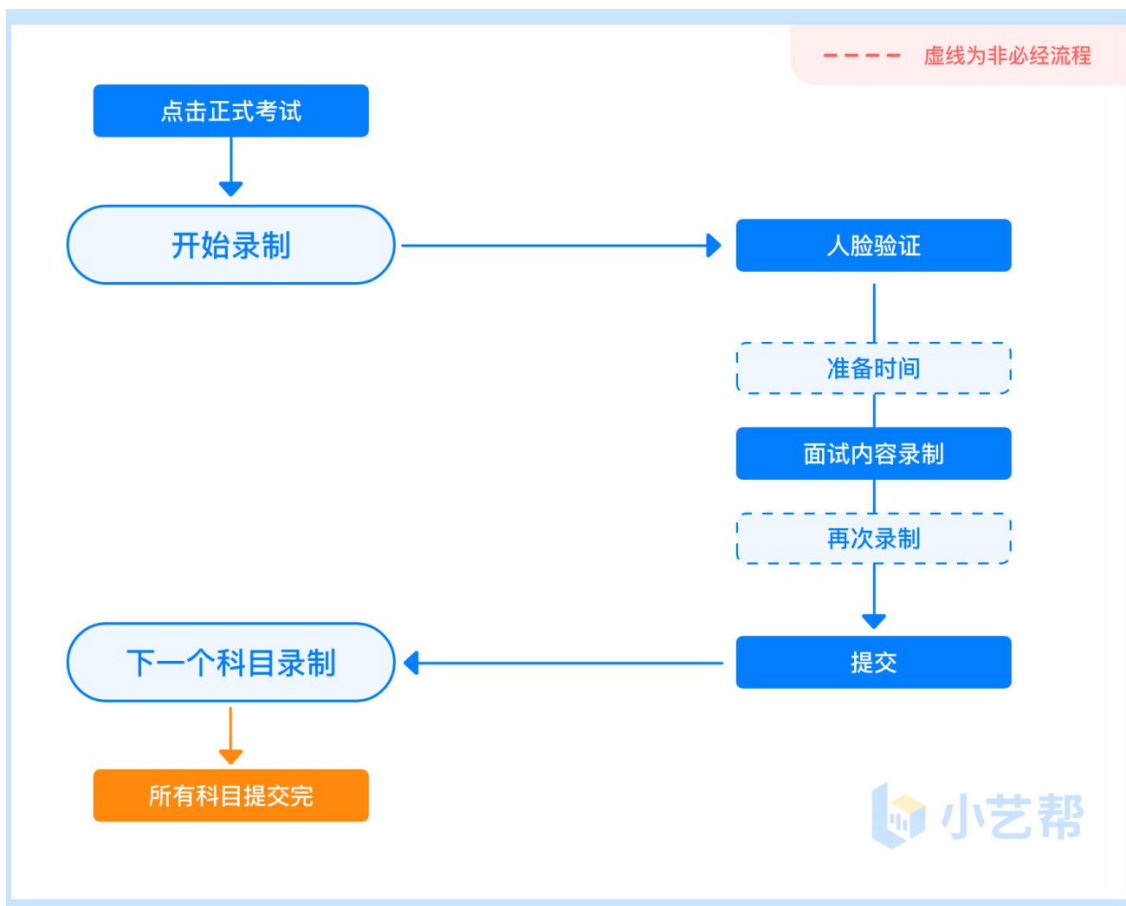 ---- 虚线为非必经流程
点击正式考试
开始录制
人脸验证
准备时间
面试内容录制
再次录制
提交
下一个科目录制
所有科目提交完
小艺帮